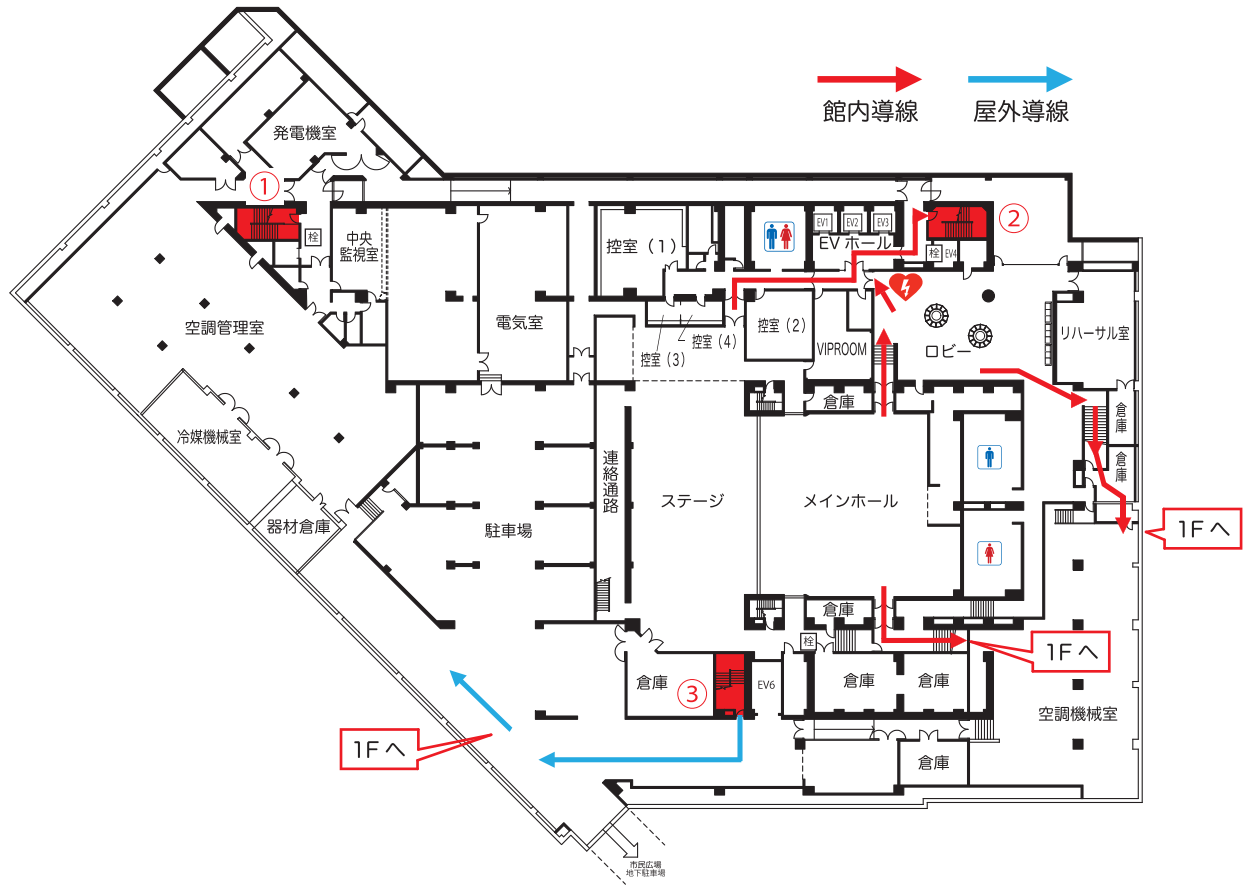 館内導線
屋外導線
発電機室
①
②
栓
中央
監視室
控室（1）
EV1
EV2
EV3
EVホール
栓
EV4
空調管理室
電気室
控室（3）
控室（4）
控室（2）
VIPROOM
ロビー
リハーサル室
倉庫
倉庫
倉庫
冷媒機械室
器材倉庫
駐車場
連絡通路
ステージ
メインホール
1Fへ
倉庫
栓
1Fへ
倉庫
③
EV6
倉庫
倉庫
空調機械室
1Fへ
倉庫
市民広場
地下駐車場